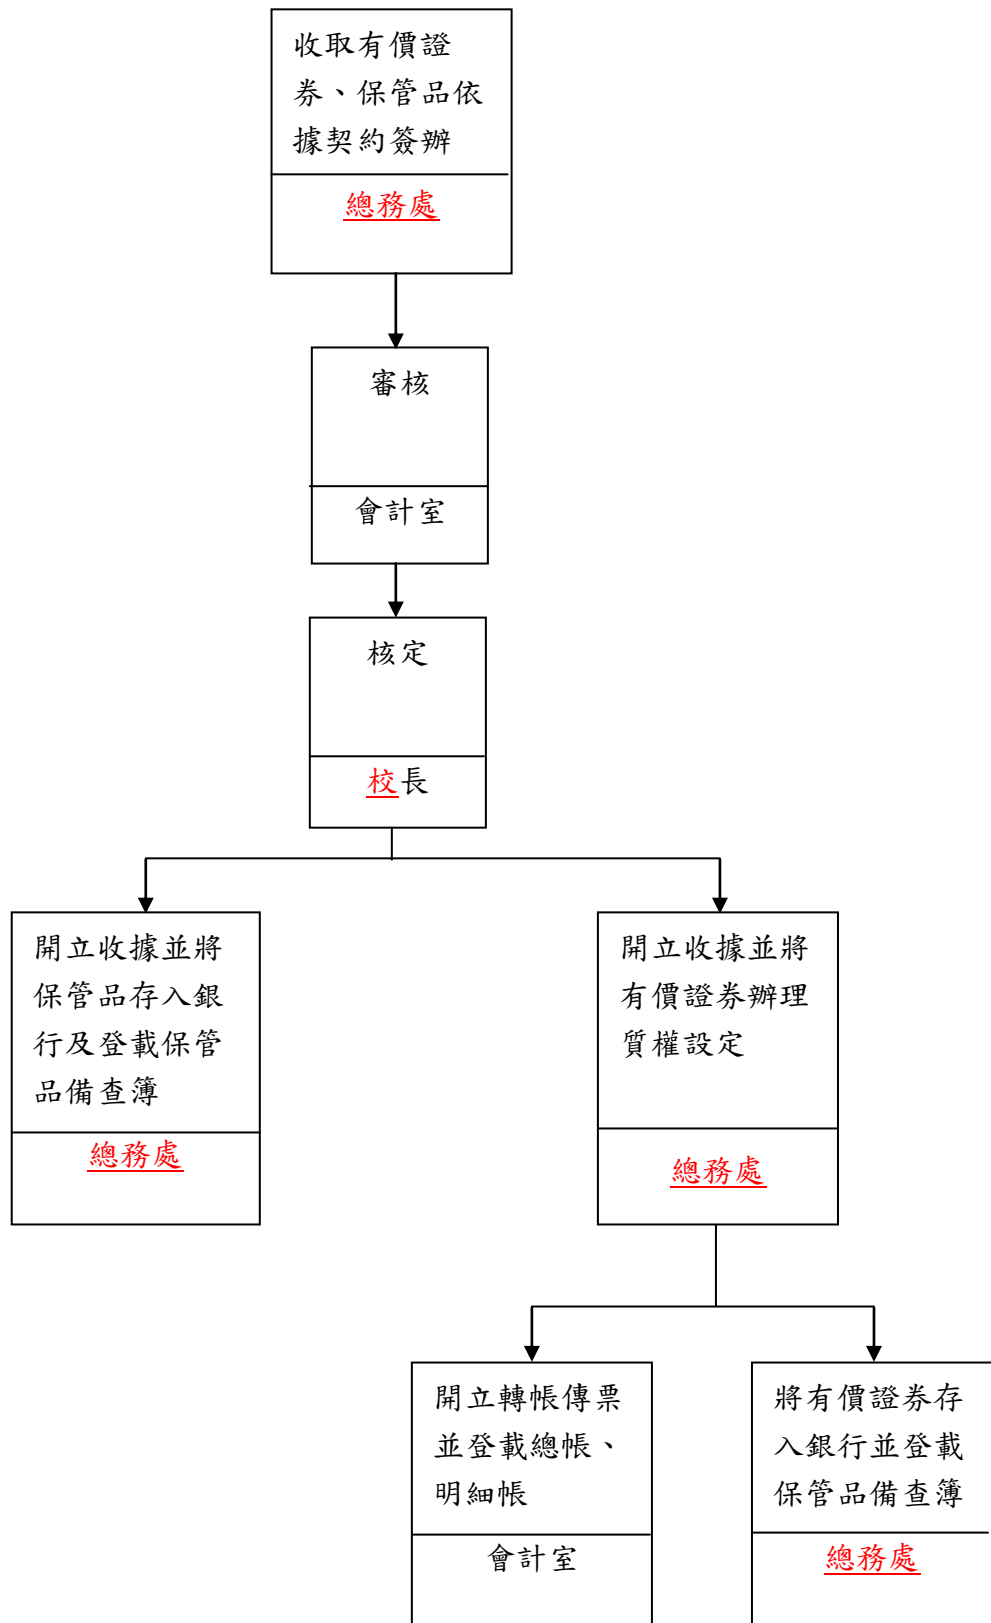 收取有價證
券、保管品依
據契約簽辦
總務處
審核
會計室
核定
校長
開立收據並將
保管品存入銀
行及登載保管
品備查簿
總務處
開立收據並將
有價證券辦理
質權設定
總務處
開立轉帳傳票
並登載總帳、
明細帳
會計室
將有價證券存
入銀行並登載
保管品備查簿
總務處